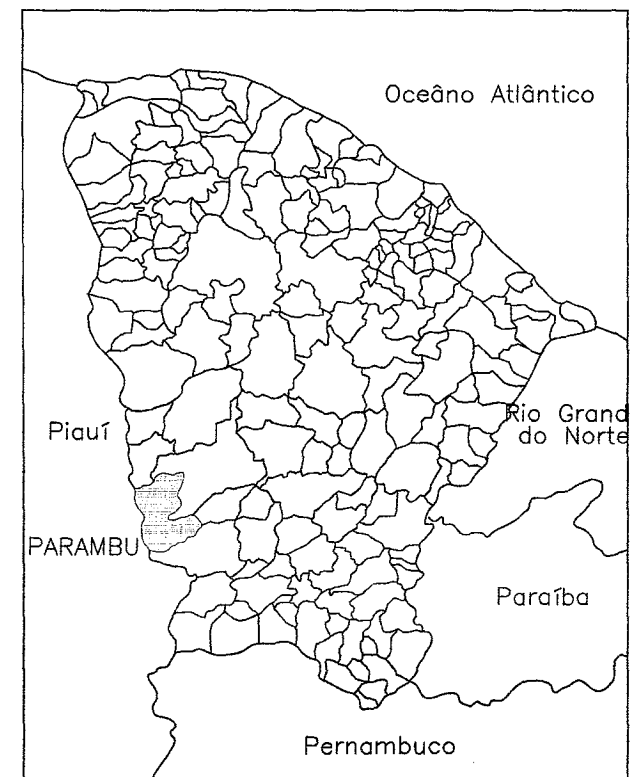 Oceâno Atlântico
Piauí
Rio Grand
do Norte
PARAMBU
Paraíba
Pernambuco